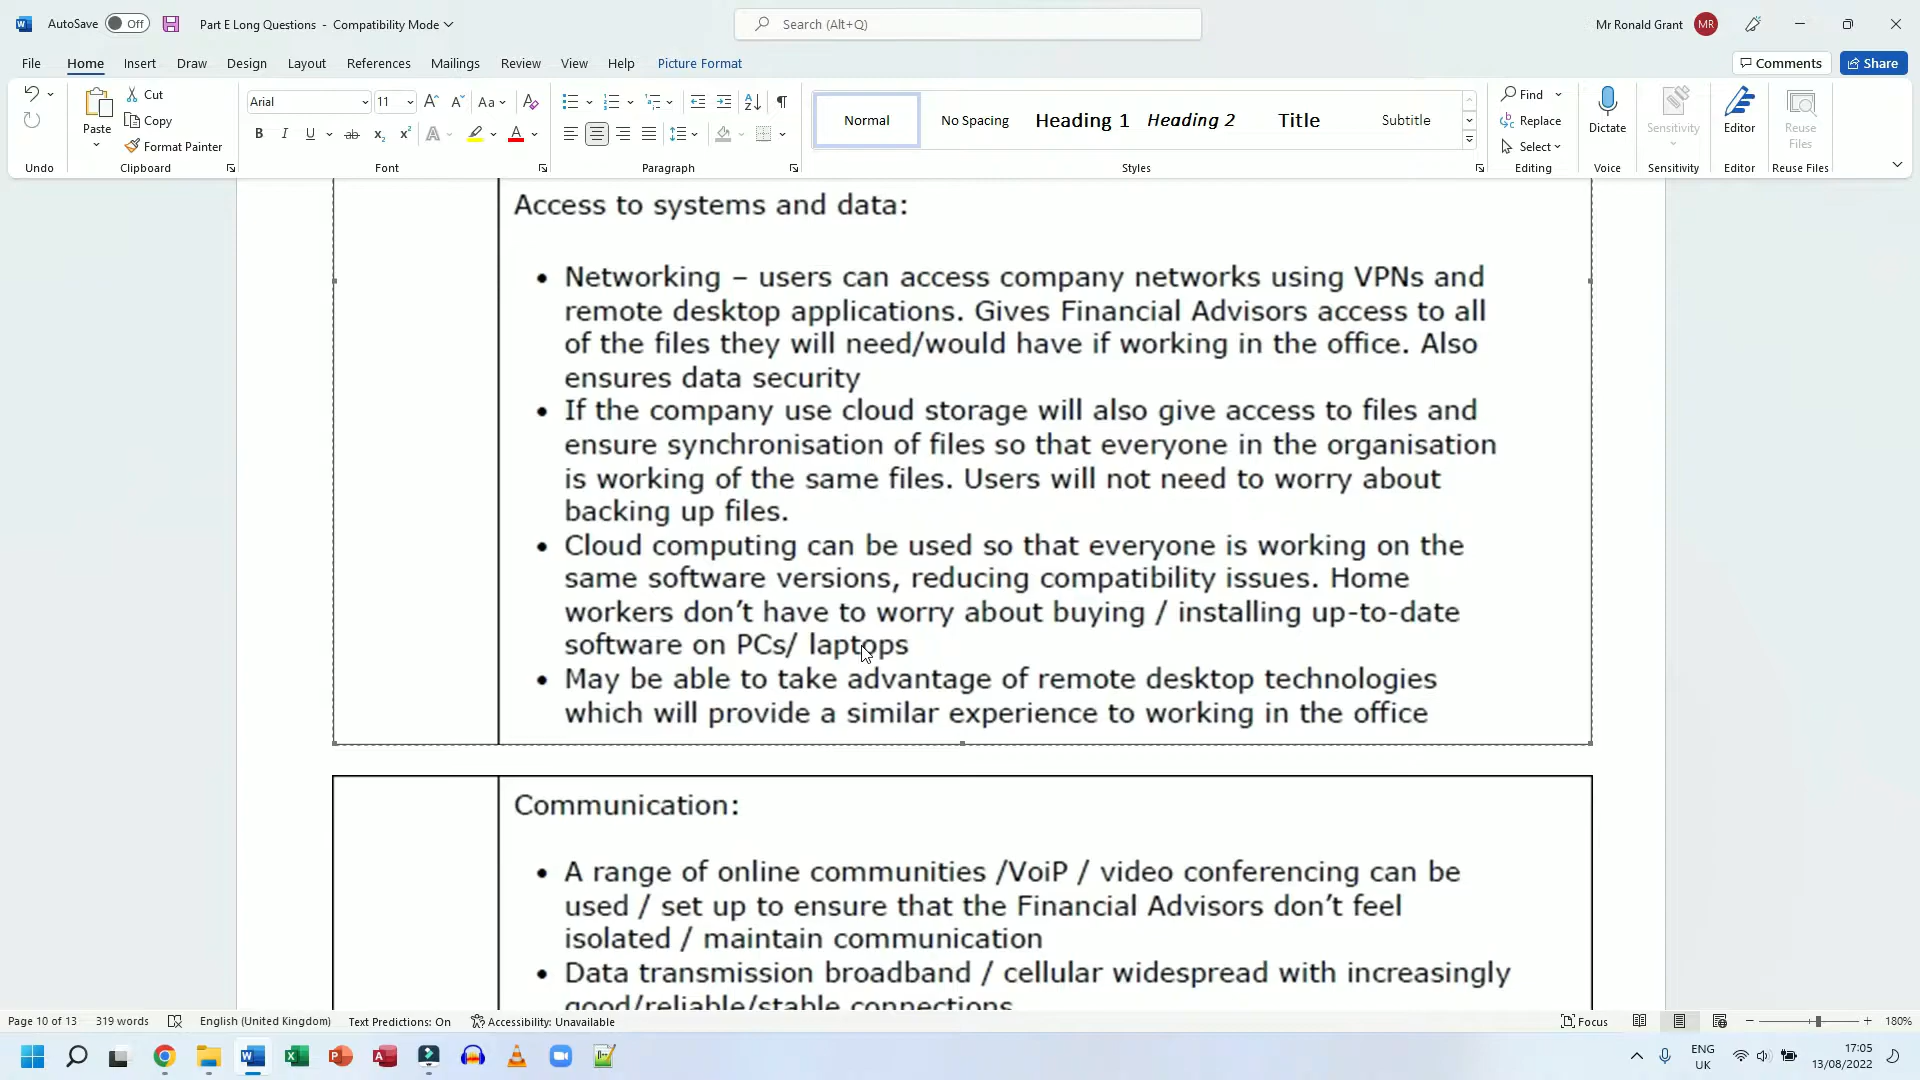 AutoSave Off Part E Long Questions - Compatibility Mode Search (Alt+Q) Mr Ronald Grant MR
File Home Insert Draw Design Layout References Mailings Review View Help Picture Format Comments Share
Paste
Cut
Copy
Format Painter
Arial 11 Aa
B I U ab x₂ x² A A
Normal No Spacing Heading 1 Heading 2 Title Subtitle
Find
Replace
Select
Dictate Sensitivity Editor Reuse
Files
Undo Clipboard Font Paragraph Styles Editing Voice Sensitivity Editor Reuse Files
Access to systems and data:
• Networking – users can access company networks using VPNs and
remote desktop applications. Gives Financial Advisors access to all
of the files they will need/would have if working in the office. Also
ensures data security
• If the company use cloud storage will also give access to files and
ensure synchronisation of files so that everyone in the organisation
is working of the same files. Users will not need to worry about
backing up files.
• Cloud computing can be used so that everyone is working on the
same software versions, reducing compatibility issues. Home
workers don't have to worry about buying / installing up-to-date
software on PCs/ laptops
• May be able to take advantage of remote desktop technologies
which will provide a similar experience to working in the office
Communication:
• A range of online communities /VoiP / video conferencing can be
used / set up to ensure that the Financial Advisors don't feel
isolated / maintain communication
• Data transmission broadband / cellular widespread with increasingly
good/reliable/stable connections
Page 10 of 13 319 words English (United Kingdom) Text Predictions: On Accessibility: Unavailable Focus 180%
ENG
UK
17:05
13/08/2022